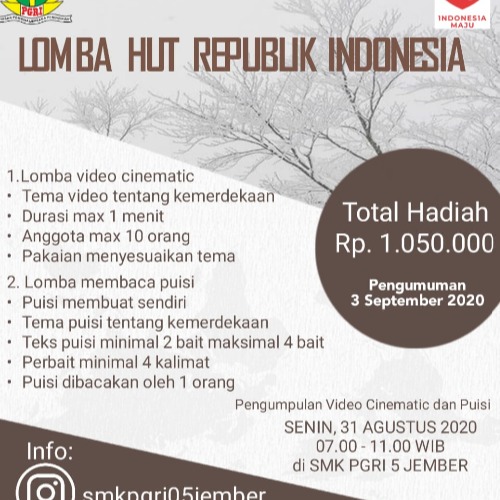 PGRI
INDONESIA
MAJU
LOMBA HUT REPUBLIK INDONESIA
1.Lomba video cinematic
• Tema video tentang kemerdekaan
• Durasi max 1 menit
• Anggota max 10 orang
• Pakaian menyesuaikan tema
2. Lomba membaca puisi
• Puisi membuat sendiri
• Tema puisi tentang kemerdekaan
• Teks puisi minimal 2 bait maksimal 4 bait
• Perbait minimal 4 kalimat
• Puisi dibacakan oleh 1 orang
Total Hadiah
Rp. 1.050.000
Pengumuman
3 September 2020
Pengumpulan Video Cinematic dan Puisi
SENIN, 31 AGUSTUS 2020
07.00 - 11.00 WIB
di SMK PGRI 5 JEMBER
Info:
smkpgri05jember